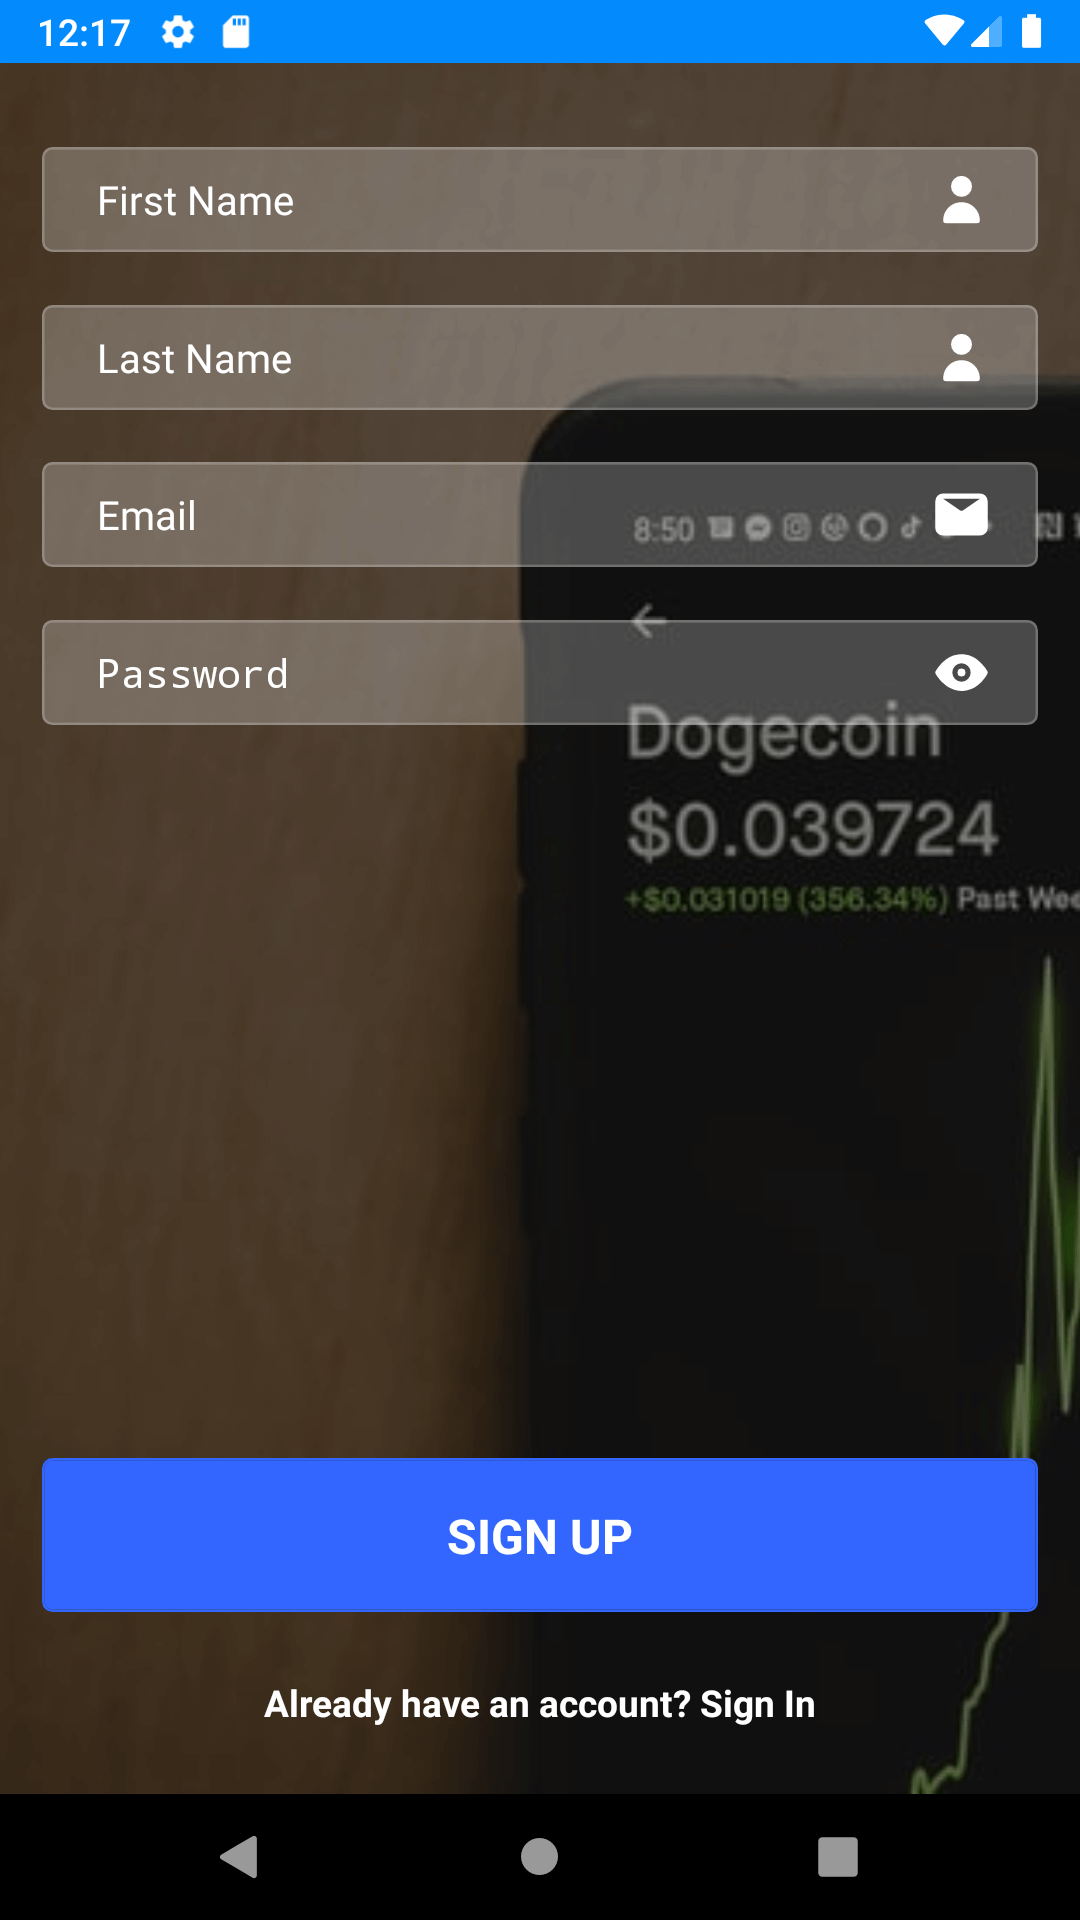 12:17
First Name
Last Name
Email
8:50
Password
Dogecoin
$0.039724
+$0.031019 (356.34%) Past
SIGN UP
Already have an account? Sign In